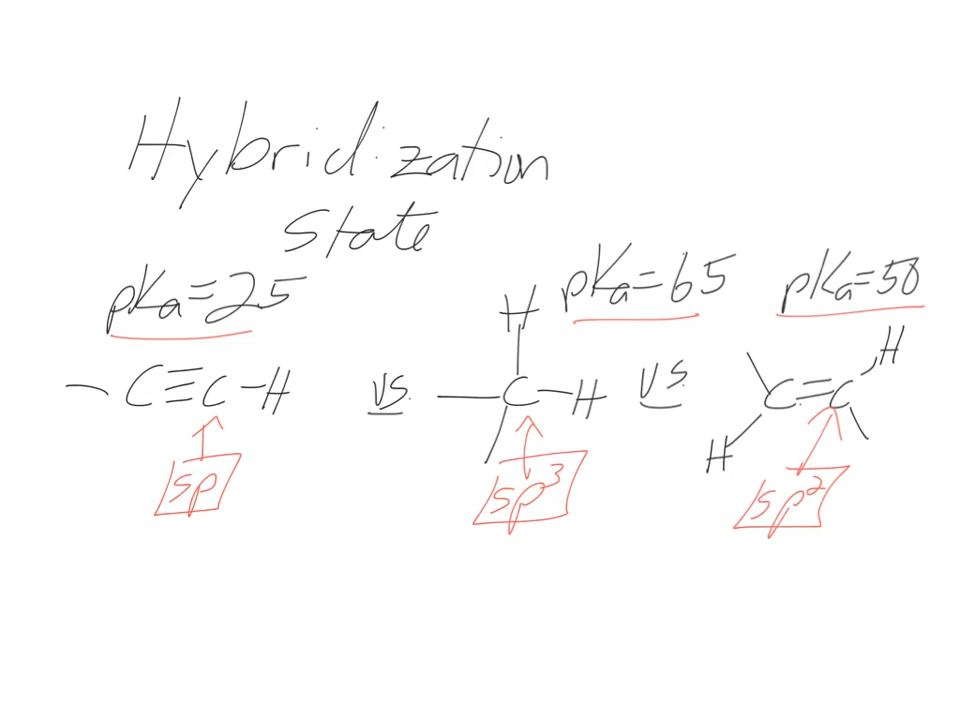 Hybridization
State
pKa=25
pKa=65
pKa=50
H
H
C≡C-H
vs.
C-H
vs.
C=C
H
sp
sp³
sp²